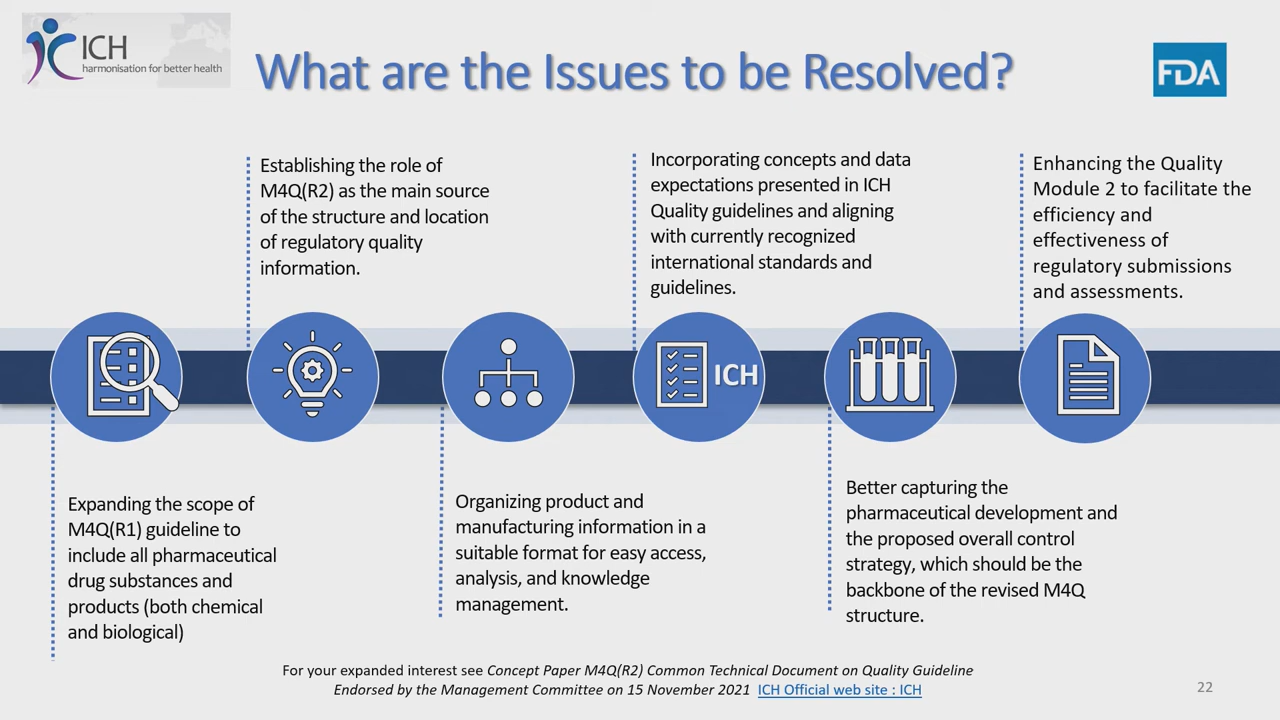 ICH
harmonisation for better health
What are the Issues to be Resolved?
FDA
Establishing the role of
M4Q(R2) as the main source
of the structure and location
of regulatory quality
information.
Incorporating concepts and data
expectations presented in ICH
Quality guidelines and aligning
with currently recognized
international standards and
guidelines.
Enhancing the Quality
Module 2 to facilitate the
efficiency and
effectiveness of
regulatory submissions
and assessments.
ICH
Expanding the scope of
M4Q(R1) guideline to
include all pharmaceutical
drug substances and
products (both chemical
and biological)
Organizing product and
manufacturing information in a
suitable format for easy access,
analysis, and knowledge
management.
Better capturing the
pharmaceutical development and
the proposed overall control
strategy, which should be the
backbone of the revised M4Q
structure.
For your expanded interest see Concept Paper M4Q(R2) Common Technical Document on Quality Guideline
Endorsed by the Management Committee on 15 November 2021 ICH Official web site : ICH
22